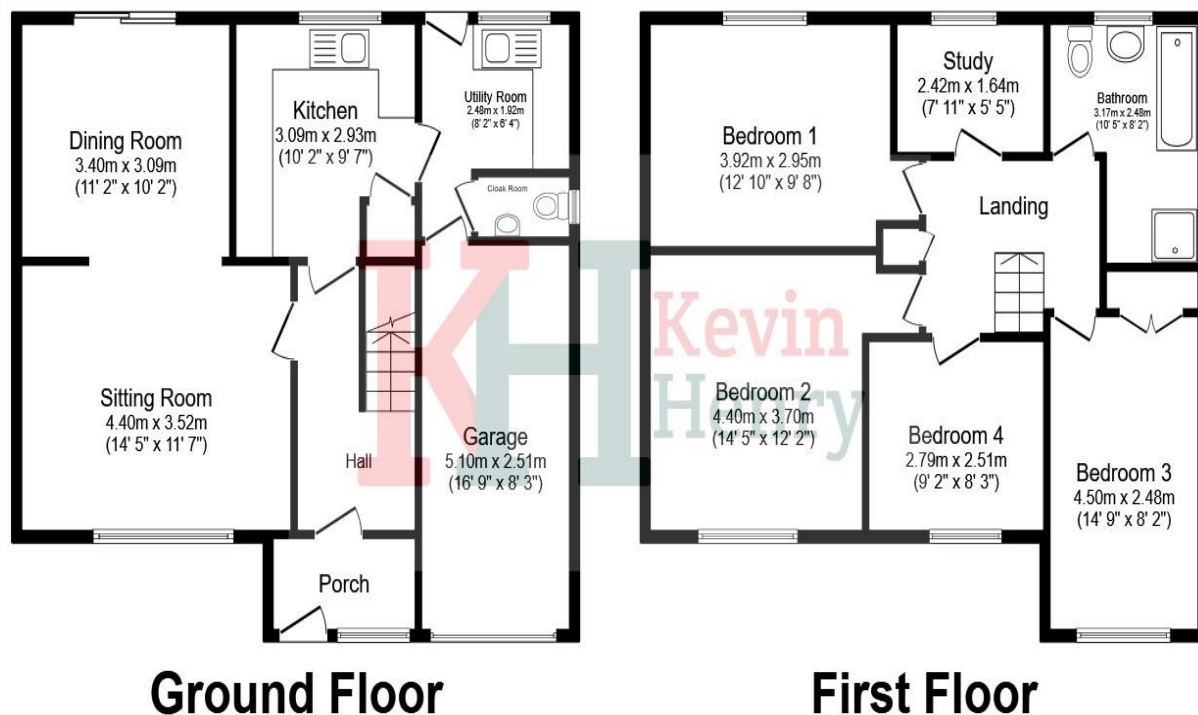 Dining Room
3.40m x 3.09m
(11' 2" x 10' 2")
Kitchen
3.09m x 2.93m
(10' 2" x 9' 7")
Utility Room
2.48m x 1.92m
(8' 2" x 6' 4")
Cloak Room
Sitting Room
4.40m x 3.52m
(14' 5" x 11' 7")
Hall
Garage
5.10m x 2.51m
(16' 9" x 8' 3")
Porch
Ground Floor
Bedroom 1
3.92m x 2.95m
(12' 10" x 9' 8")
Study
2.42m x 1.64m
(7' 11" x 5' 5")
Bathroom
3.17m x 2.48m
(10' 5" x 8' 2")
Landing
Bedroom 2
4.40m x 3.70m
(14' 5" x 12' 2")
Bedroom 4
2.79m x 2.51m
(9' 2" x 8' 3")
Bedroom 3
4.50m x 2.48m
(14' 9" x 8' 2")
First Floor
KH
Kevin
Henry